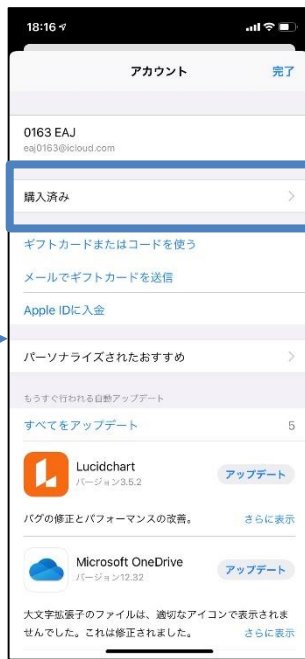 18:16
アカウント
完了
0163 EAJ
eaj0163@icloud.com
購入済み
ギフトカードまたはコードを使う
メールでギフトカードを送信
Apple IDに入金
パーソナライズされたおすすめ
もうすぐ行われる自動アップデート
すべてをアップデート
5
Lucidchart
バージョン3.5.2
アップデート
バグの修正とパフォーマンスの改善。
さらに表示
Microsoft OneDrive
バージョン12.32
アップデート
大文字拡張子のファイルは、適切なアイコンで表示されま
せんでした。これは修正されました。
さらに表示